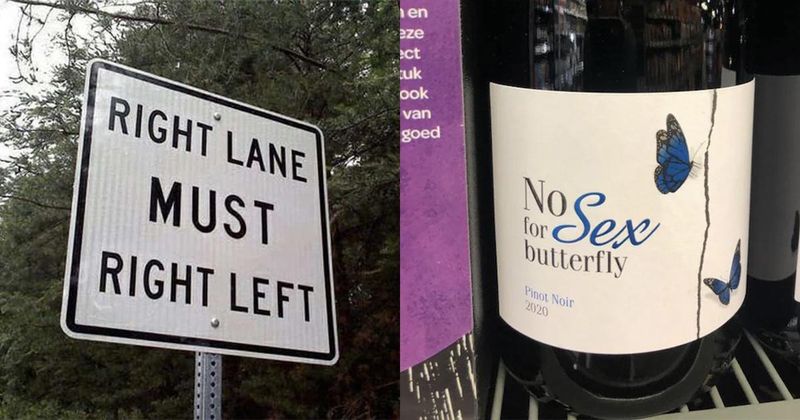 RIGHT LANE
MUST
RIGHT LEFT
en
eze
ect
tuk
ook
van
goed
No Sex
for
butterfly
Pinot Noir
2020